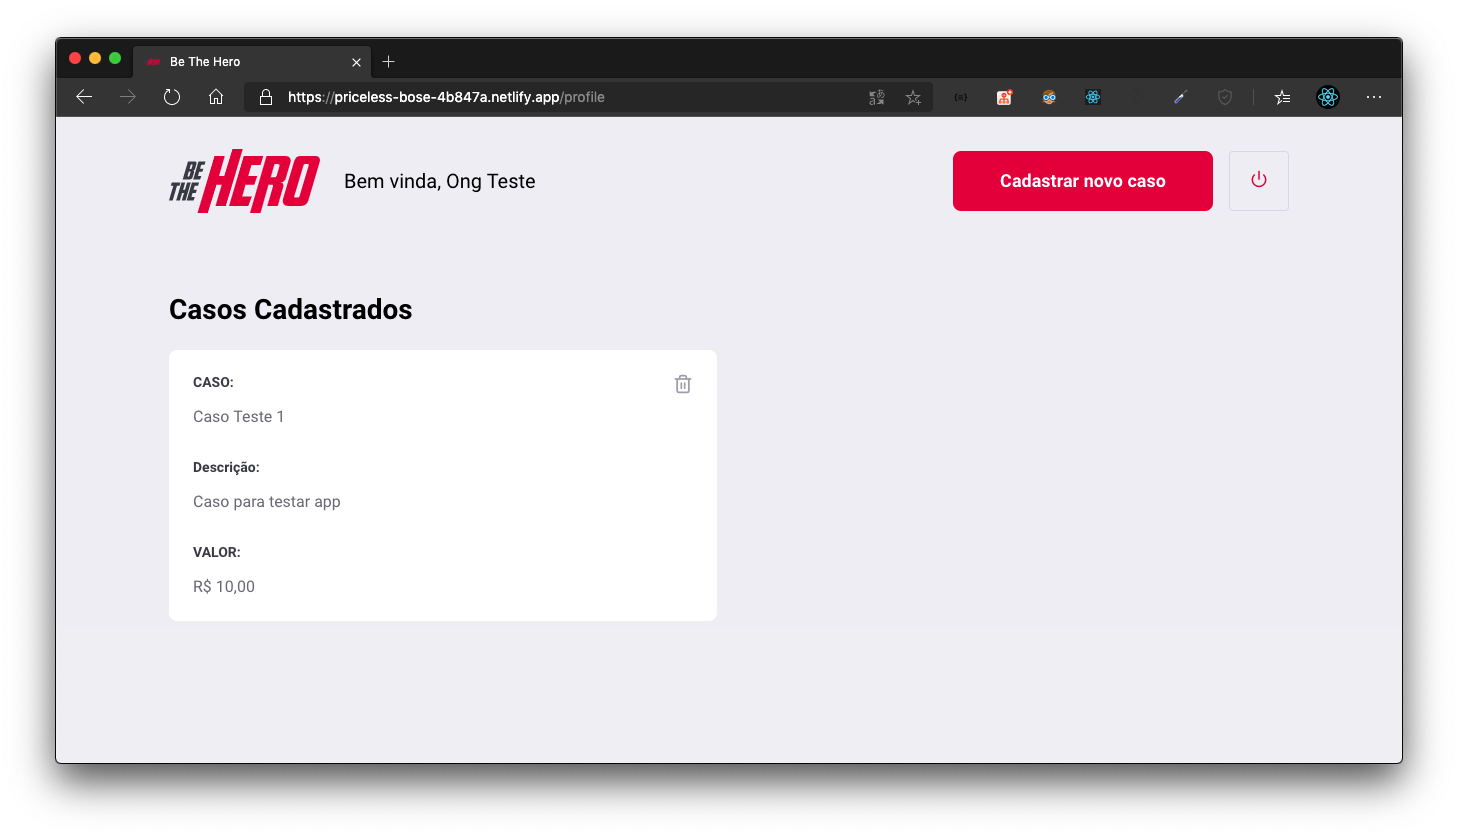 Be The Hero
https://priceless-bose-4b847a.netlify.app/profile
BE THE HERO
Bem vinda, Ong Teste
Cadastrar novo caso
Casos Cadastrados
CASO:
Caso Teste 1
Descrição:
Caso para testar app
VALOR:
R$ 10,00